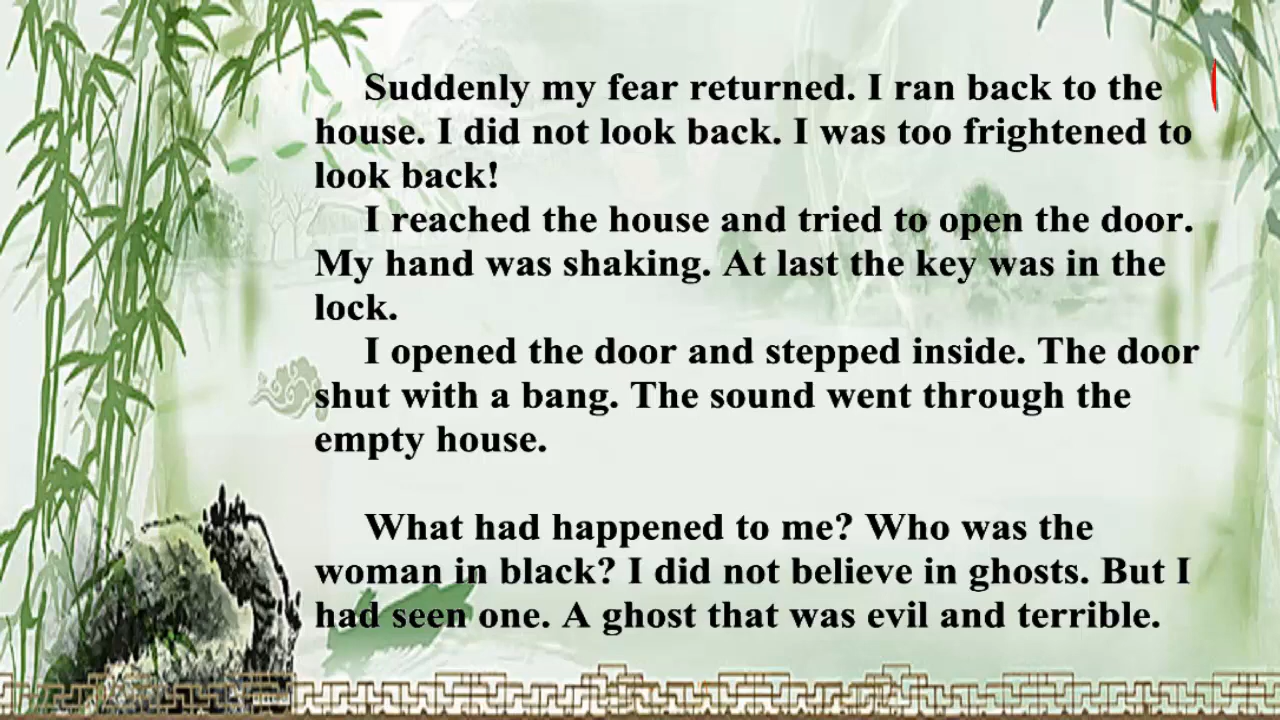 Suddenly my fear returned. I ran back to the
house. I did not look back. I was too frightened to
look back!
I reached the house and tried to open the door.
My hand was shaking. At last the key was in the
lock.
I opened the door and stepped inside. The door
shut with a bang. The sound went through the
empty house.
What had happened to me? Who was the
woman in black? I did not believe in ghosts. But I
had seen one. A ghost that was evil and terrible.